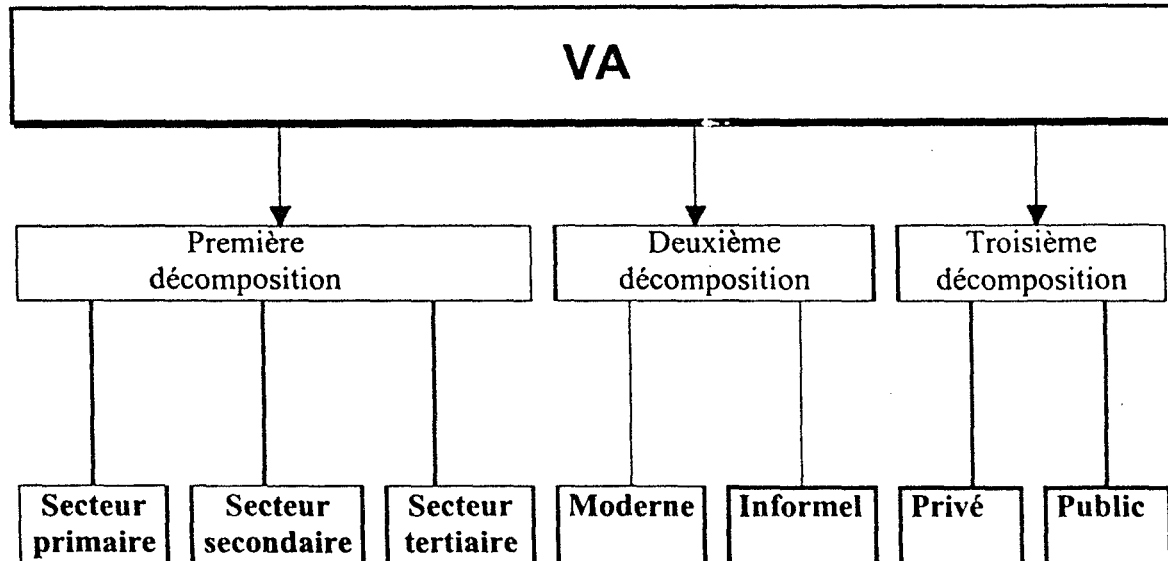 VA
Première
décomposition
Deuxième
décomposition
Troisième
décomposition
Secteur
primaire
Secteur
secondaire
Secteur
tertiaire
Moderne
Informel
Privé
Public